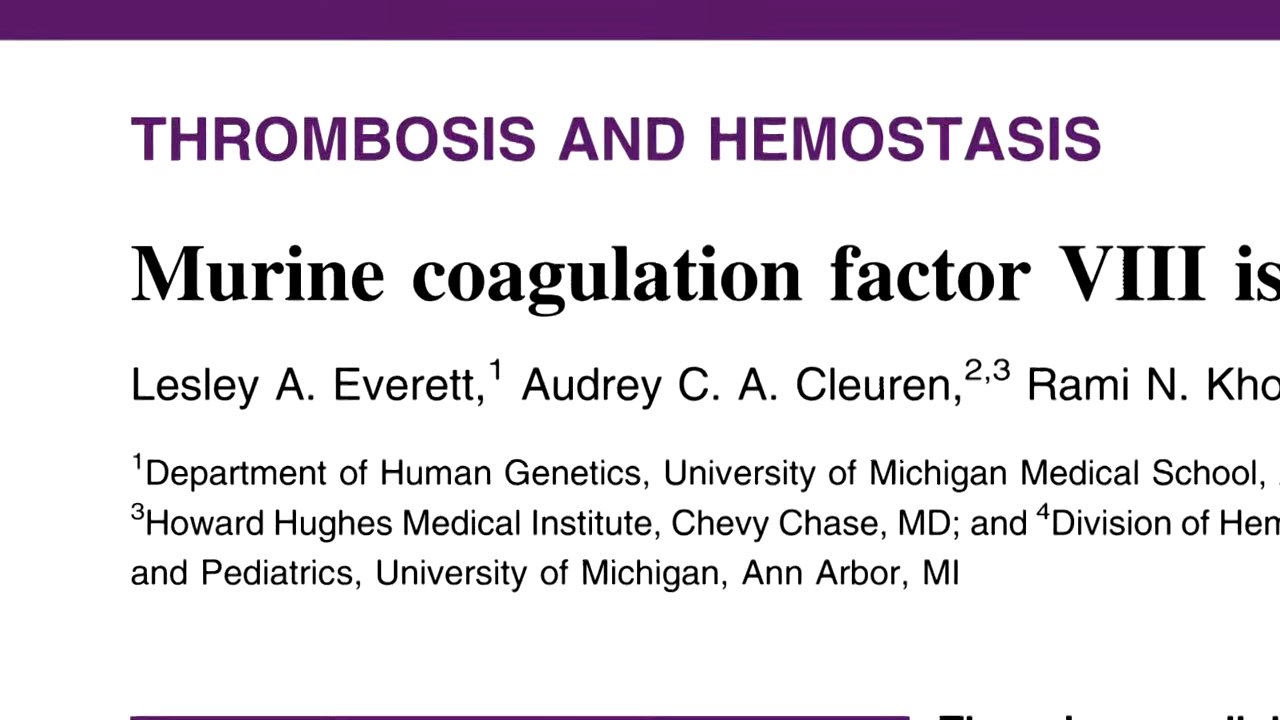 THROMBOSIS AND HEMOSTASIS
Murine coagulation factor VIII is
Lesley A. Everett,1 Audrey C. A. Cleuren,2,3 Rami N. Kho
1Department of Human Genetics, University of Michigan Medical School,
3Howard Hughes Medical Institute, Chevy Chase, MD; and 4Division of Hem
and Pediatrics, University of Michigan, Ann Arbor, MI